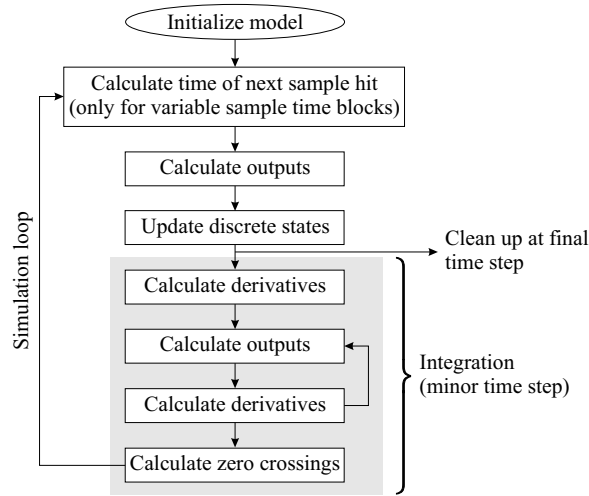 Initialize model
Calculate time of next sample hit
(only for variable sample time blocks)
Calculate outputs
Update discrete states
Clean up at final
time step
Simulation loop
Calculate derivatives
Calculate outputs
Integration
(minor time step)
Calculate derivatives
Calculate zero crossings